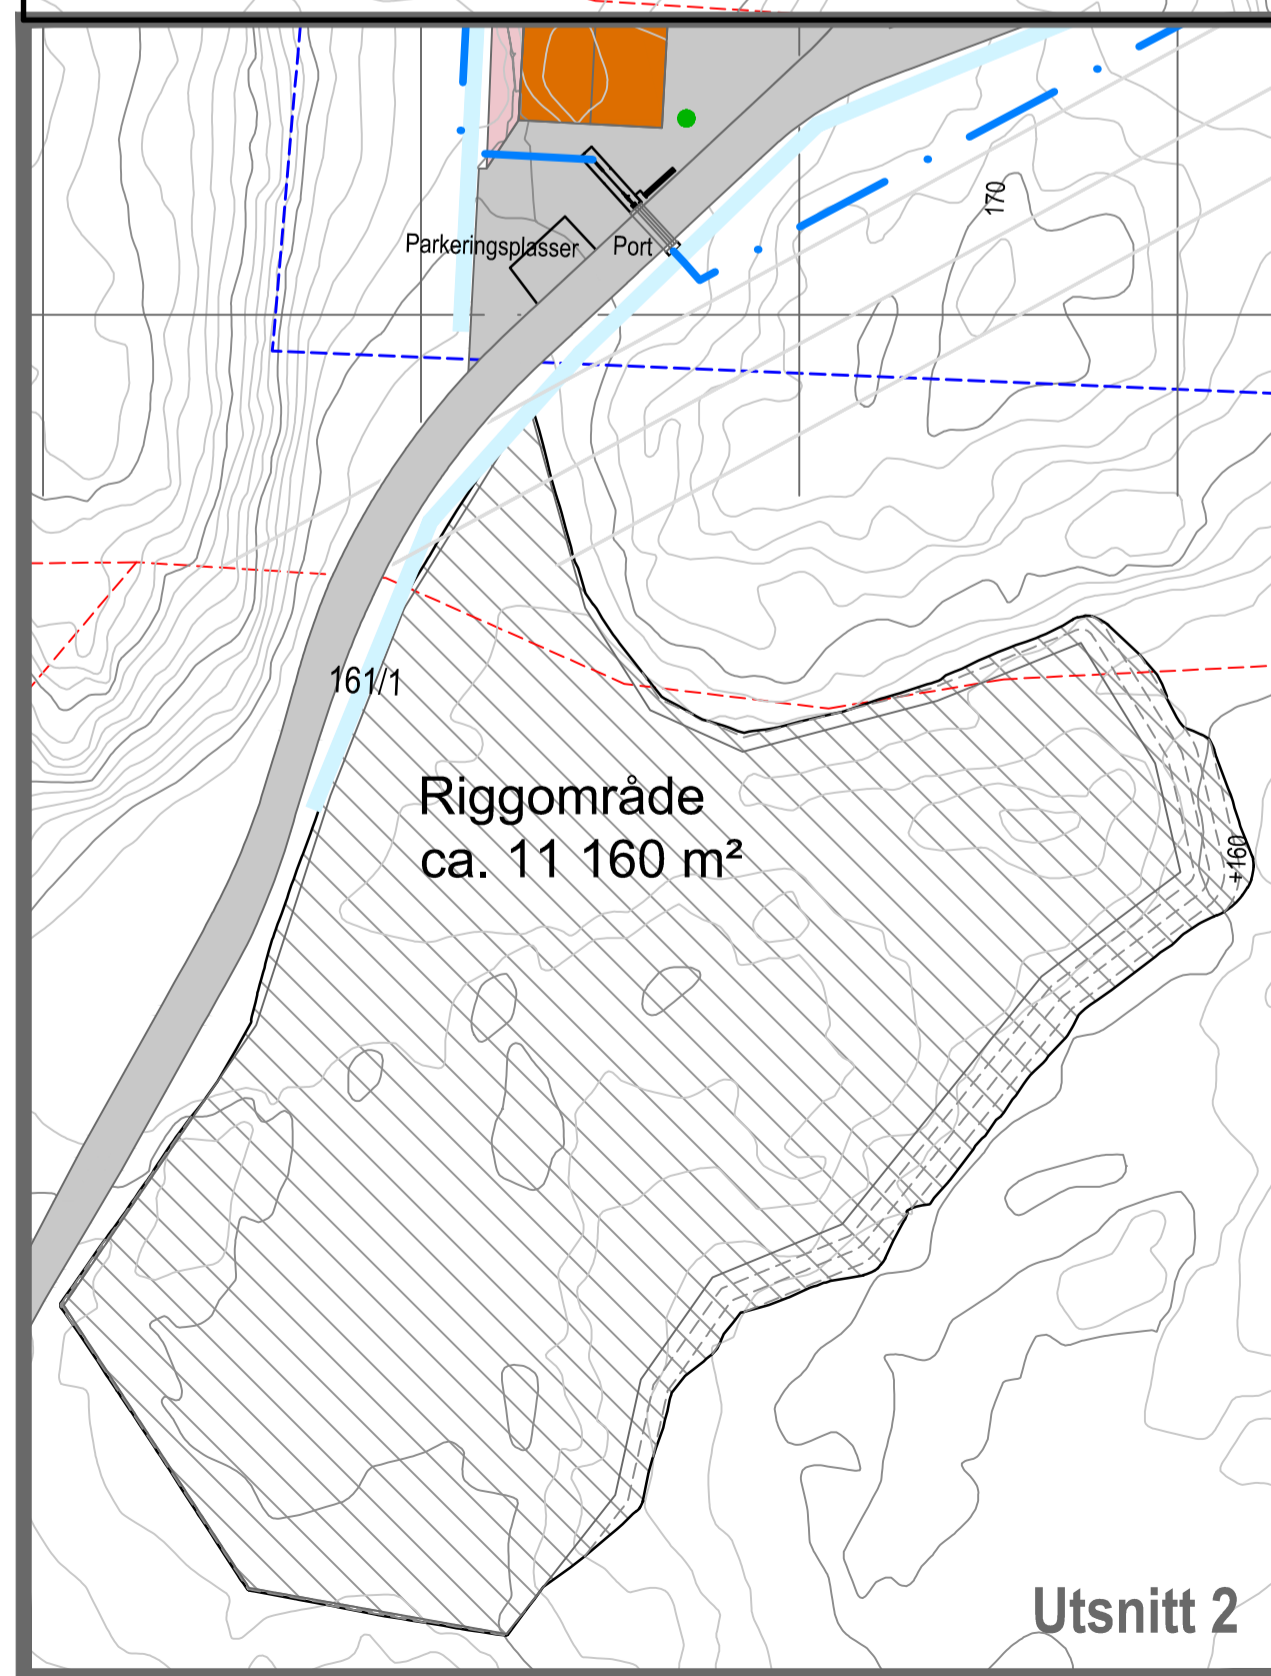 170
Parkeringsplasser
Port
161/1
Riggområde
ca. 11 160 m²
+160
Utsnitt 2